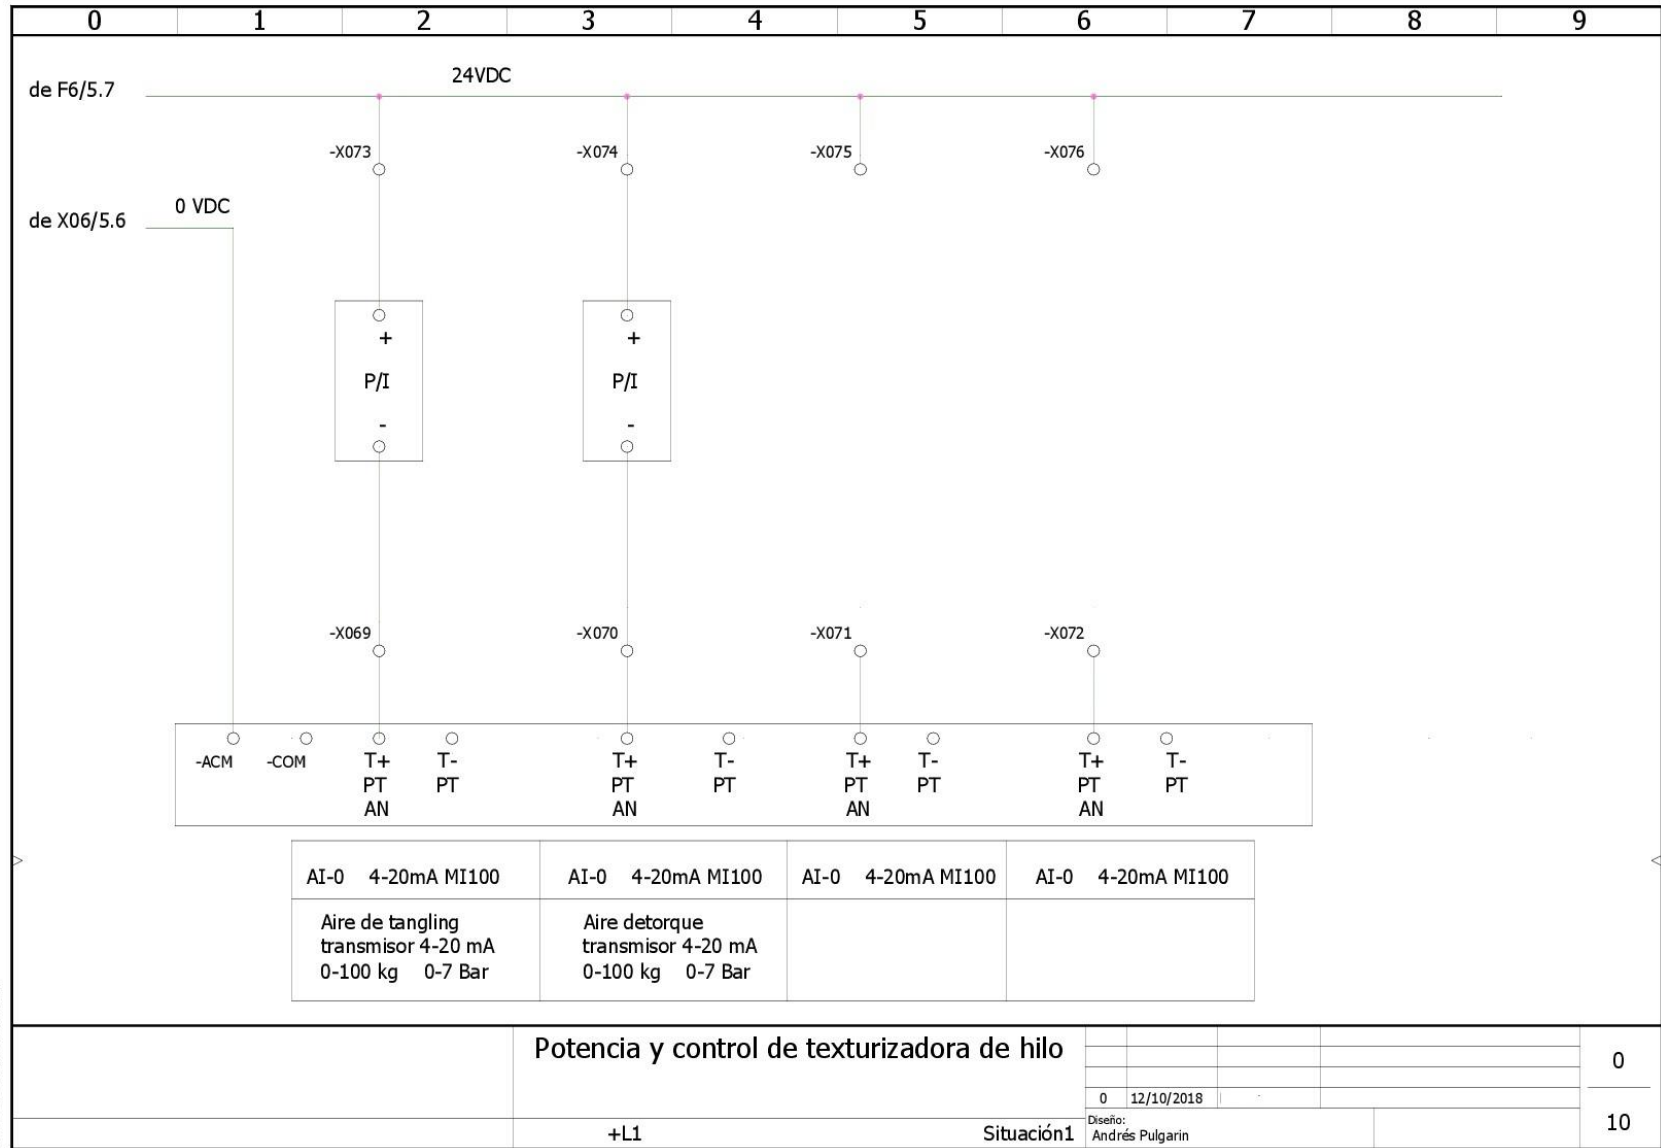 0 1 2 3 4 5 6 7 8 9
24VDC
de F6/5.7
-X073 -X074 -X075 -X076
0 VDC
de X06/5.6
+ +
P/I P/I
- -
-X069 -X070 -X071 -X072
-ACM -COM T+ T- T+ T- T+ T- T+ T-
PT PT PT PT PT PT PT PT
AN AN AN AN
AI-0 4-20mA MI100 AI-0 4-20mA MI100 AI-0 4-20mA MI100 AI-0 4-20mA MI100
Aire de tangling
transmisor 4-20 mA
0-100 kg 0-7 Bar
Aire detorque
transmisor 4-20 mA
0-100 kg 0-7 Bar
Potencia y control de texturizadora de hilo
0
0 12/10/2018
+L1 Situación1
Diseño:
Andrés Pulgarin
10